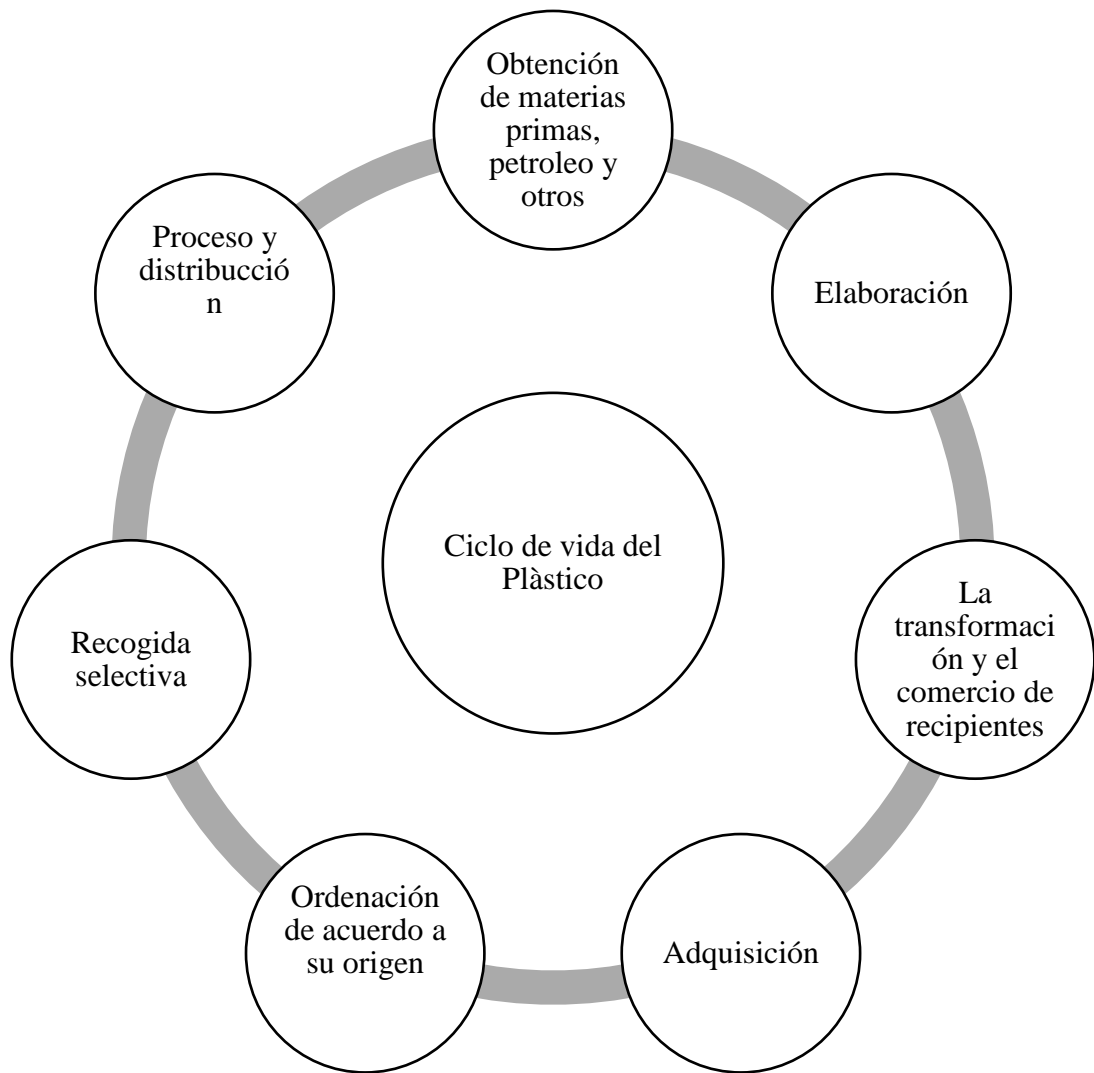 Obtención
de materias
primas,
petroleo y
otros
Elaboración
La
transformaci
ón y el
comercio de
recipientes
Adquisición
Ordenación
de acuerdo a
su origen
Recogida
selectiva
Proceso y
distribucció
n
Ciclo de vida del
Plàstico